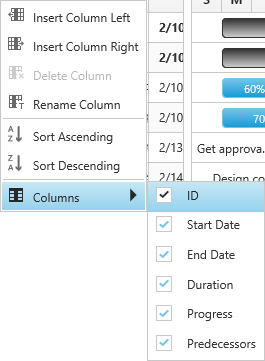 S M
Insert Column Left
2/10
Insert Column Right
2/10
Delete Column
2/10
60%
Rename Column
2/10
70
Sort Ascending
2/13
Get approva.
Sort Descending
2/14
Design co
Columns
ID
Start Date
End Date
Duration
Progress
Predecessors